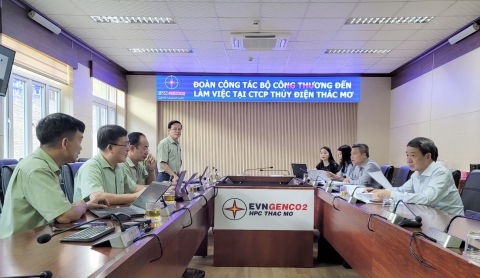 ĐOÀN CÔNG TÁC BỘ CÔNG THƯƠNG ĐẾN
LÀM VIỆC TẠI CTCP THỦY ĐIỆN THÁC MƠ
EVNGENCO2
EVNGENCO2
HPC THAC MO